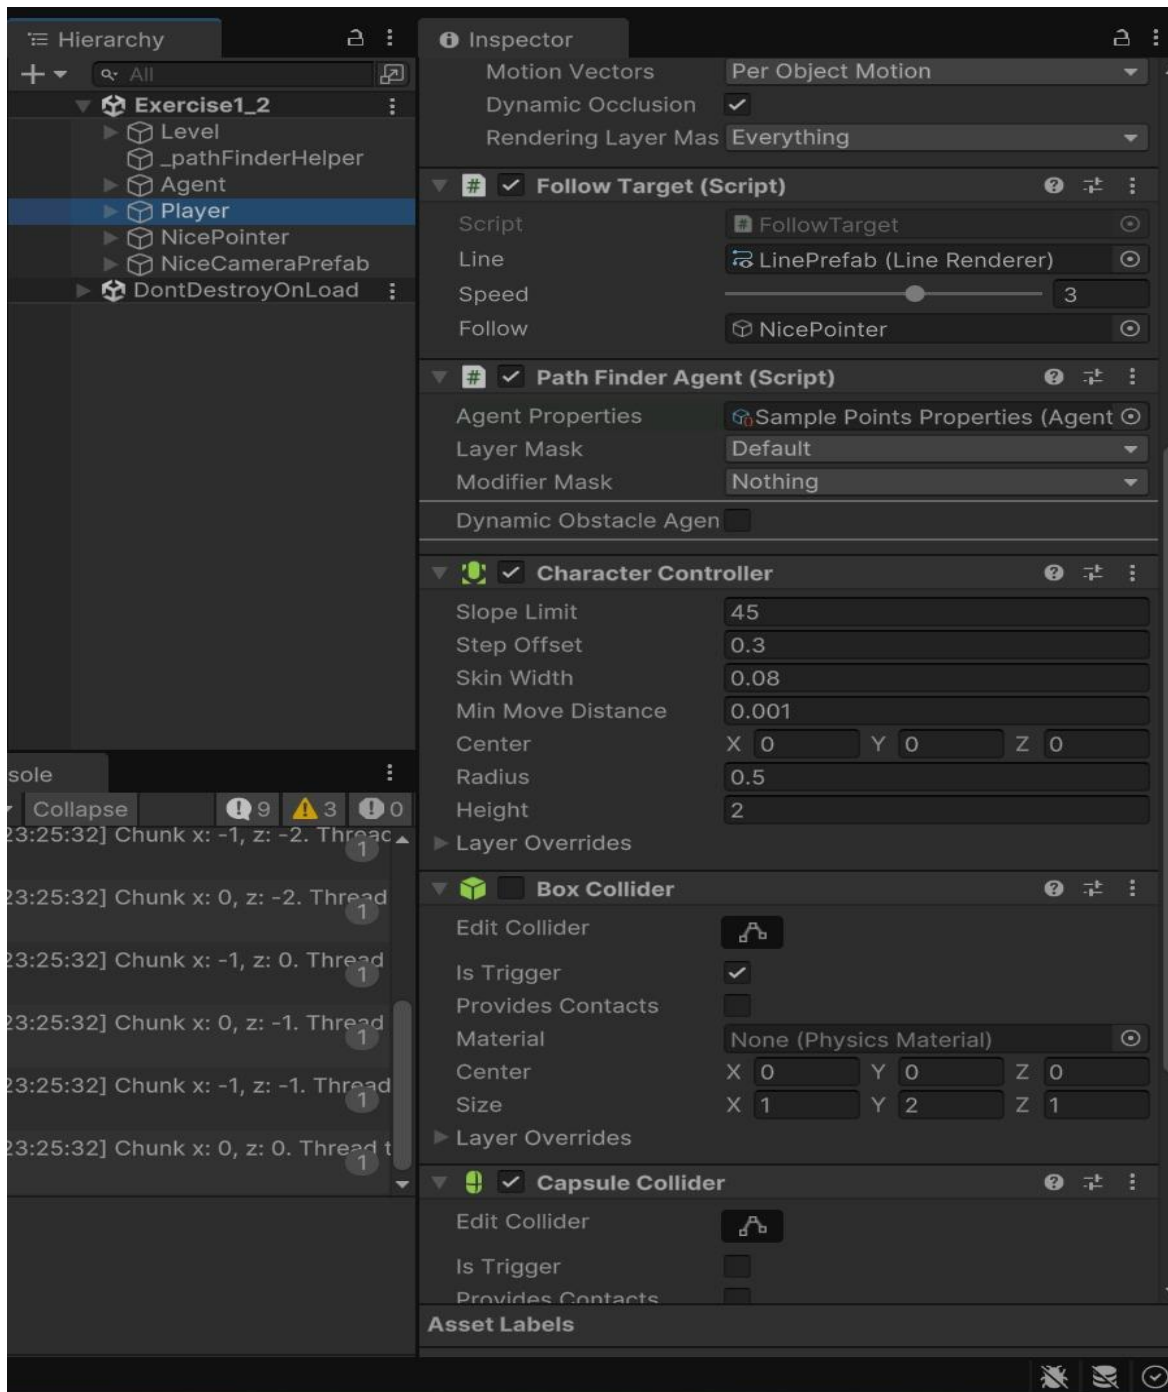 Hierarchy
All
Exercise1_2
Level
_pathFinderHelper
Agent
Player
NicePointer
NiceCameraPrefab
DontDestroyOnLoad
sole
Collapse
9
3
0
23:25:32] Chunk x: -1, z: -2. Threac
1
23:25:32] Chunk x: 0, z: -2. Thread
1
23:25:32] Chunk x: -1, z: 0. Thread
1
23:25:32] Chunk x: 0, z: -1. Thread
1
23:25:32] Chunk x: -1, z: -1. Thread
1
23:25:32] Chunk x: 0, z: 0. Thread t
1
Inspector
Motion Vectors Per Object Motion
Dynamic Occlusion
Rendering Layer Mas Everything
# Follow Target (Script)
Script # FollowTarget
Line LinePrefab (Line Renderer)
Speed 3
Follow NicePointer
# Path Finder Agent (Script)
Agent Properties Sample Points Properties (Agent
Layer Mask Default
Modifier Mask Nothing
Dynamic Obstacle Agen
Character Controller
Slope Limit 45
Step Offset 0.3
Skin Width 0.08
Min Move Distance 0.001
Center X 0 Y 0 Z 0
Radius 0.5
Height 2
Layer Overrides
Box Collider
Edit Collider
Is Trigger
Provides Contacts
Material None (Physics Material)
Center X 0 Y 0 Z 0
Size X 1 Y 2 Z 1
Layer Overrides
Capsule Collider
Edit Collider
Is Trigger
Provides Contacts
Asset Labels